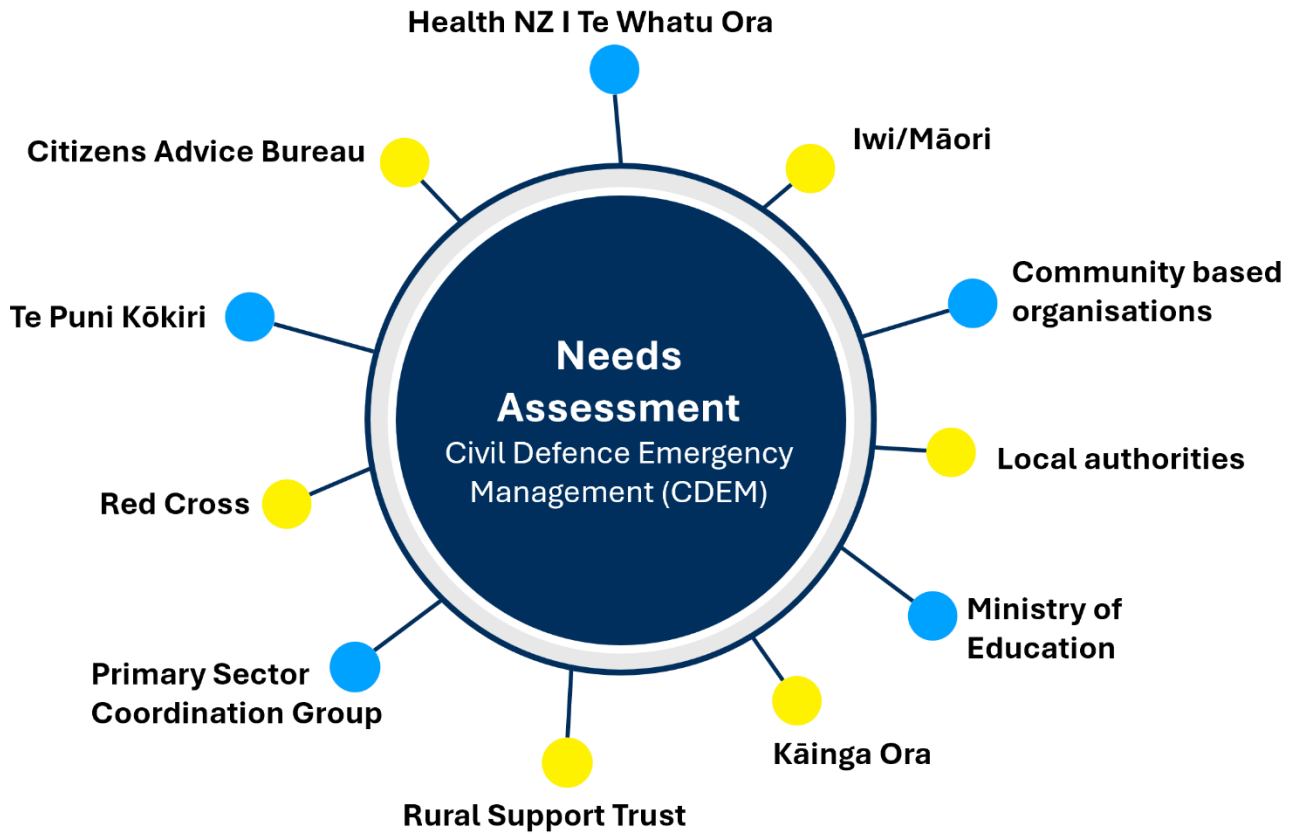 Health NZ I Te Whatu Ora
Citizens Advice Bureau
Iwi/Māori
Community based
organisations
Te Puni Kōkiri
Needs
Assessment
Civil Defence Emergency
Management (CDEM)
Local authorities
Red Cross
Ministry of
Education
Primary Sector
Coordination Group
Kāinga Ora
Rural Support Trust